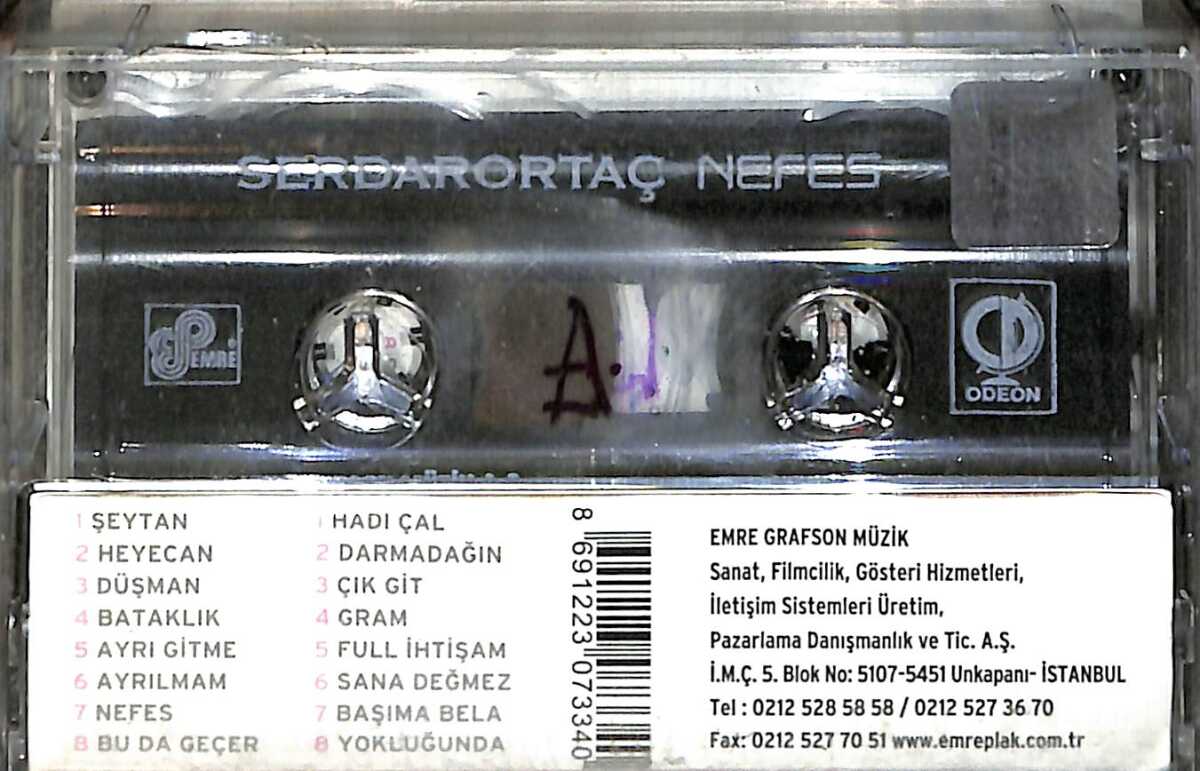 SERDARORTAÇ NEFES
EMRE
A.
ODEON
1 ŞEYTAN
2 HEYECAN
3 DÜŞMAN
4 BATAKLIK
5 AYRI GİTME
6 AYRILMAM
7 NEFES
8 BU DA GEÇER
1 HADI ÇAL
2 DARMADAĞIN
3 ÇIK GİT
4 GRAM
5 FULL İHTİŞAM
6 SANA DEĞMEZ
7 BAŞIMA BELA
8 YOKLUĞUNDA
8 691223 073340
EMRE GRAFSON MÜZİK
Sanat, Filmcilik, Gösteri Hizmetleri,
İletişim Sistemleri Üretim,
Pazarlama Danışmanlık ve Tic. A.Ş.
İ.M.Ç. 5. Blok No: 5107-5451 Unkapanı- İSTANBUL
Tel : 0212 528 58 58 / 0212 527 36 70
Fax: 0212 527 70 51 www.emreplak.com.tr